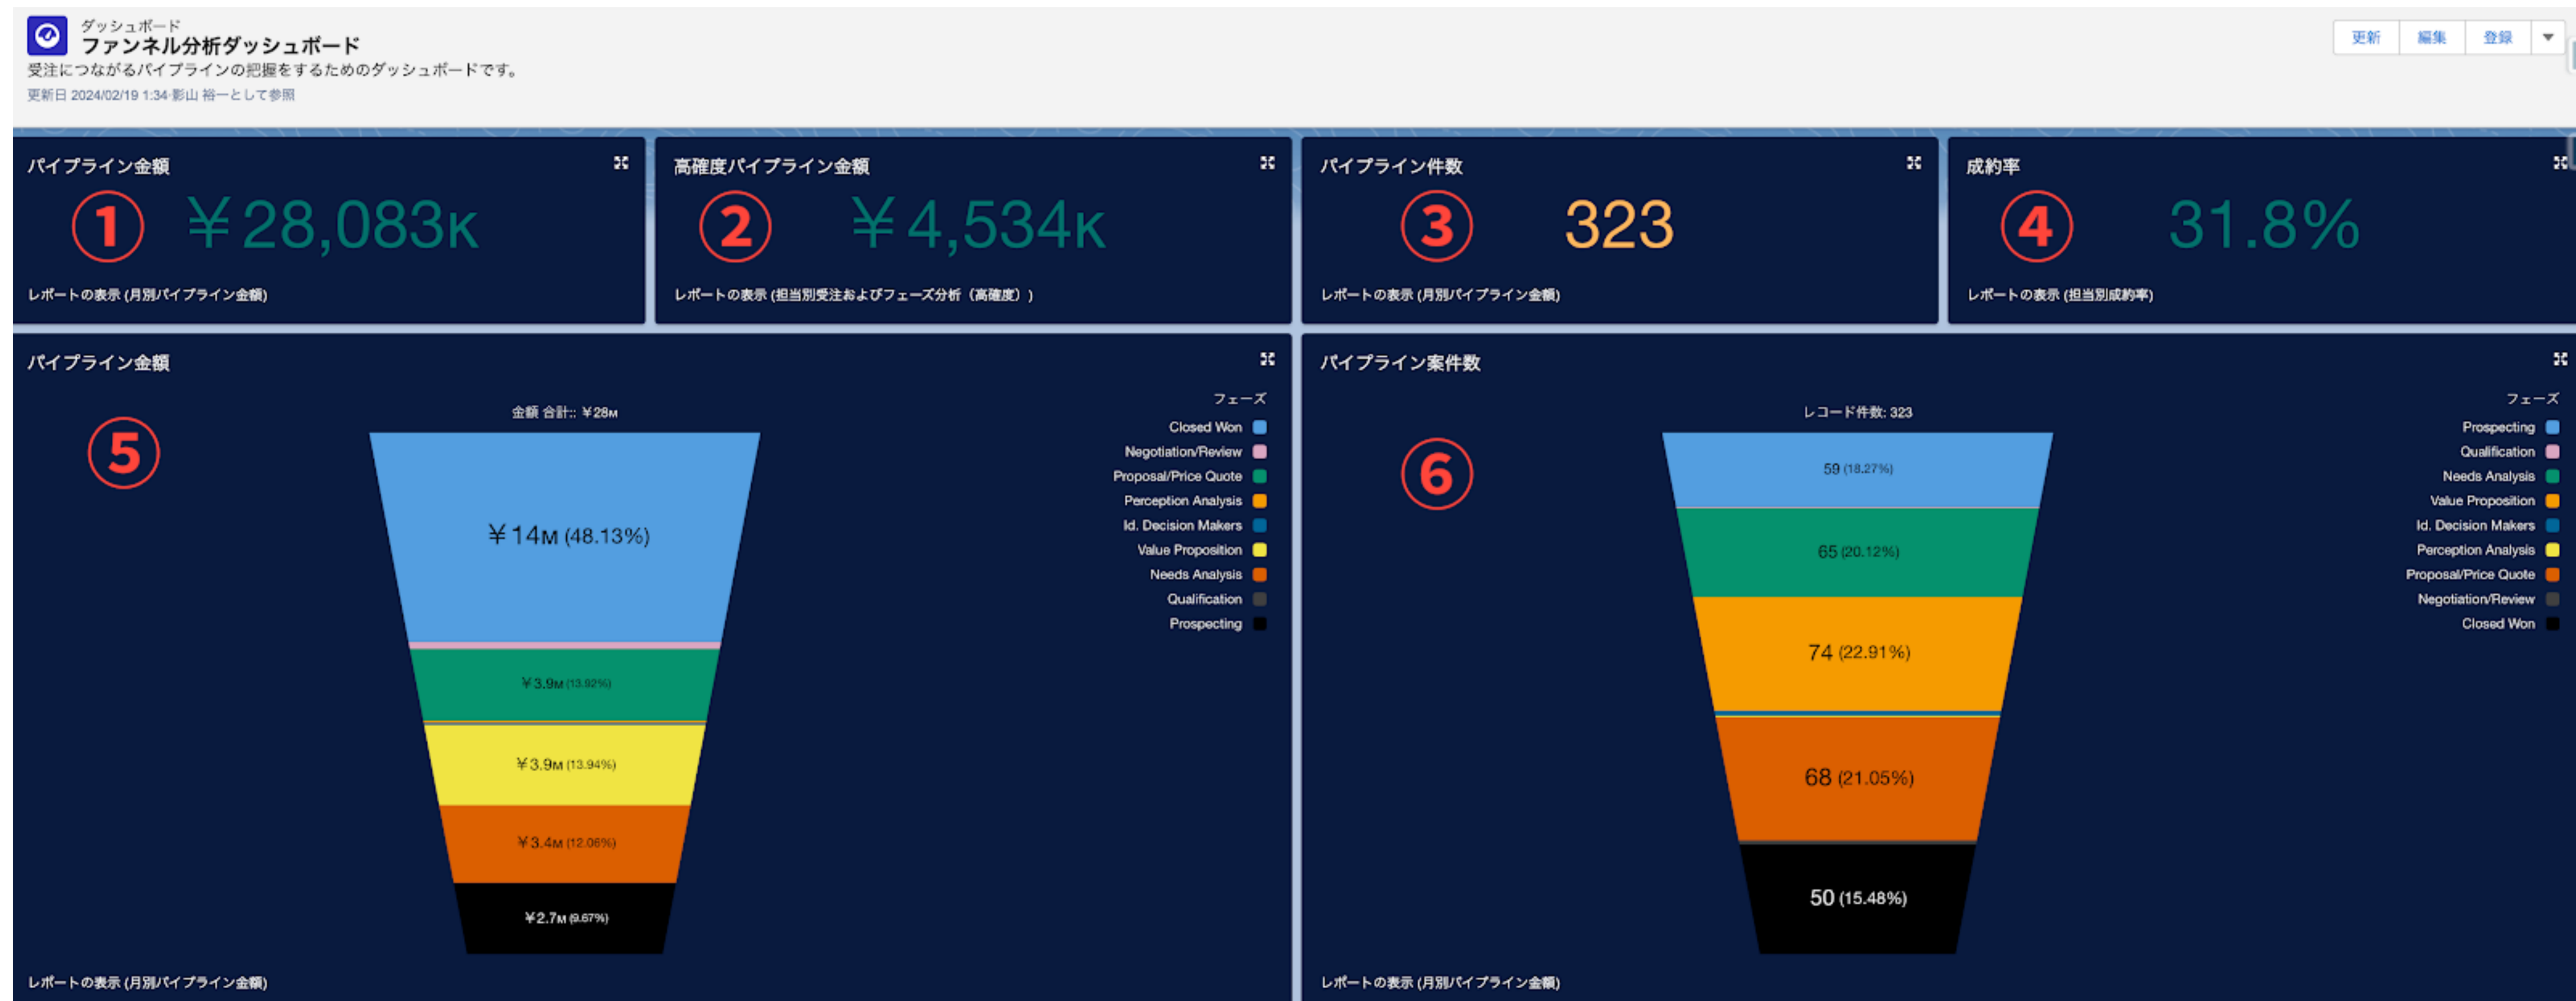 ダッシュボード
ファンネル分析ダッシュボード
受注につながるパイプラインの把握をするためのダッシュボードです。
更新日 2024/02/19 1:34·影山 裕一として参照
更新
編集
登録
パイプライン金額
① ¥28,083K
レポートの表示 (月別パイプライン金額)
高確度パイプライン金額
② ¥4,534K
レポートの表示 (担当別受注およびフェーズ分析（高確度）)
パイプライン件数
③ 323
レポートの表示 (月別パイプライン金額)
成約率
④ 31.8%
レポートの表示 (担当別成約率)
パイプライン金額
⑤
金額 合計:: ¥28M
¥14M (48.13%)
¥3.9M (13.92%)
¥3.9M (13.94%)
¥3.4M (12.06%)
¥2.7M (9.67%)
フェーズ
Closed Won
Negotiation/Review
Proposal/Price Quote
Perception Analysis
Id. Decision Makers
Value Proposition
Needs Analysis
Qualification
Prospecting
レポートの表示 (月別パイプライン金額)
パイプライン案件数
⑥
レコード件数: 323
59 (18.27%)
65 (20.12%)
74 (22.91%)
68 (21.05%)
50 (15.48%)
フェーズ
Prospecting
Qualification
Needs Analysis
Value Proposition
Id. Decision Makers
Perception Analysis
Proposal/Price Quote
Negotiation/Review
Closed Won
レポートの表示 (月別パイプライン金額)